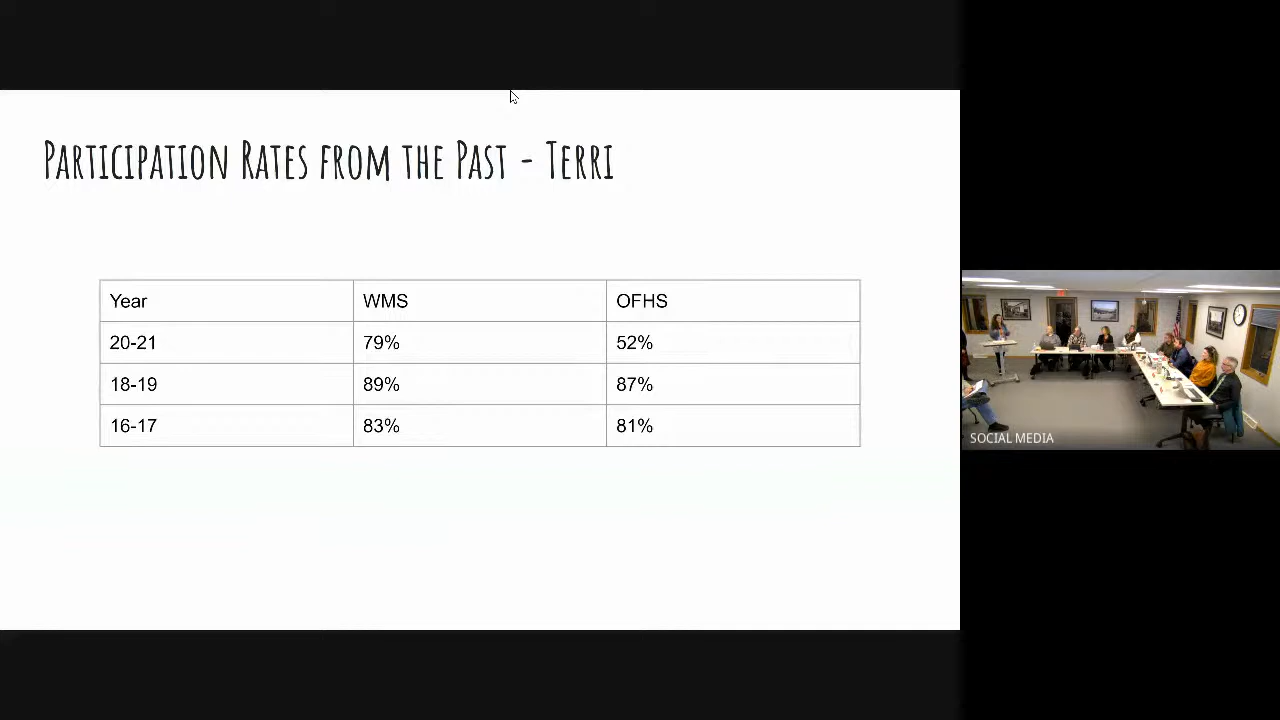 Participation Rates from the Past - Terri
Year WMS OFHS
20-21 79% 52%
18-19 89% 87%
16-17 83% 81%
SOCIAL MEDIA